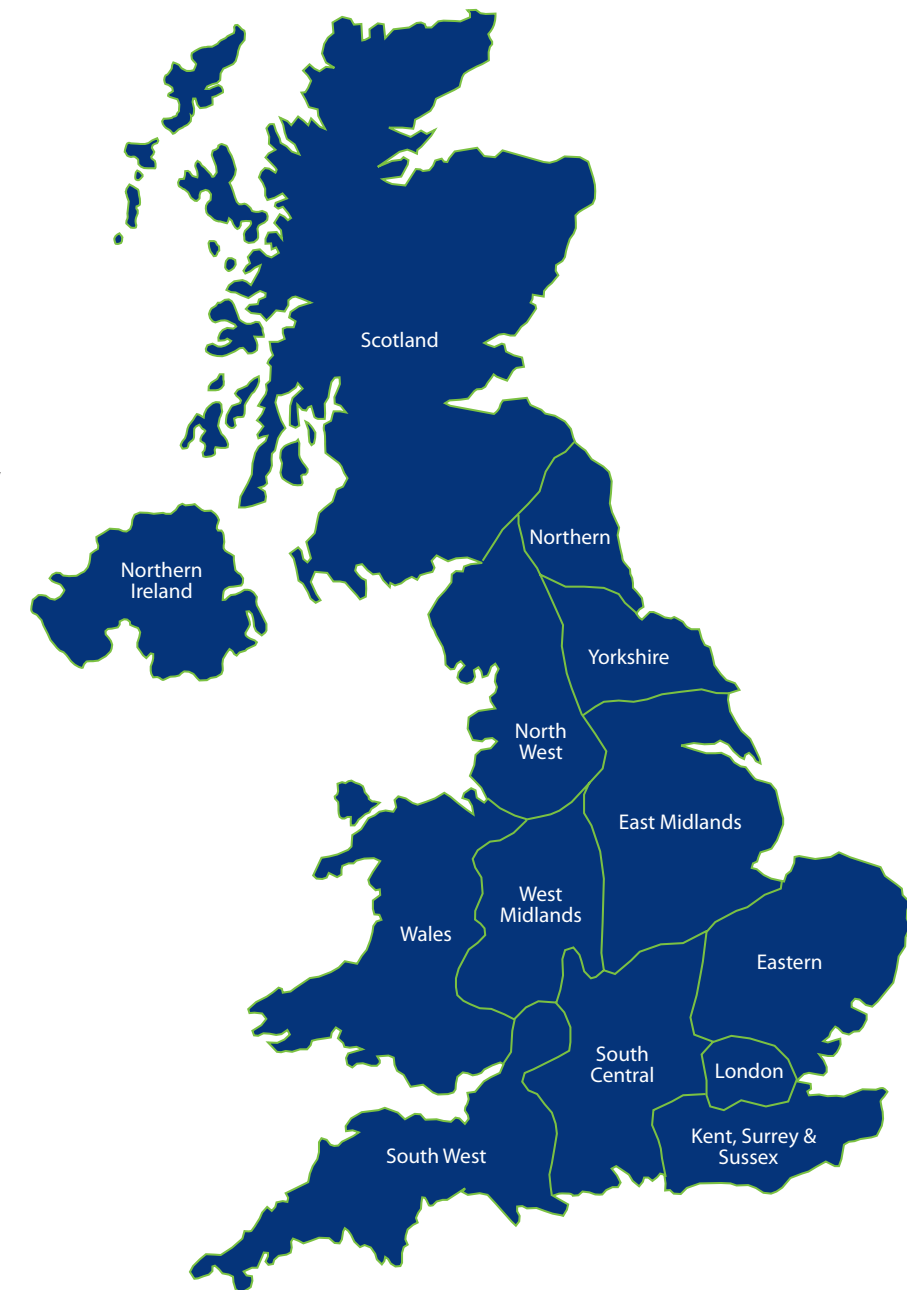 Scotland
Northern
Northern
Ireland
Yorkshire
North
West
East Midlands
West
Midlands
Wales
Eastern
South
Central
London
Kent, Surrey &
Sussex
South West